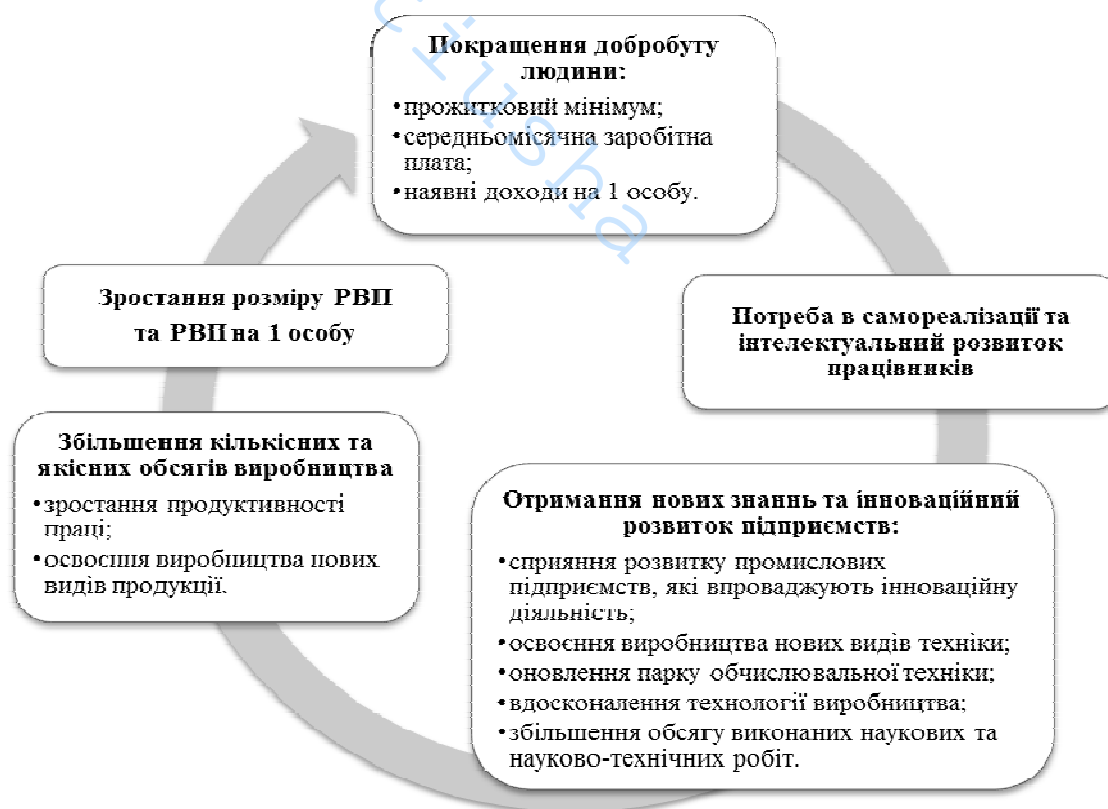 Покращення добробуту
людини:
•прожитковий мінімум;
•середньомісячна заробітна
плата;
•наявні доходи на 1 особу.
Потреба в самореалізації та
інтелектуальний розвиток
працівників
Отримання нових знаннь та інноваційний
розвиток підприємств:
•сприяння розвитку промислових
підприємств, які впроваджують інноваційну
діяльність;
•освоєння виробництва нових видів техніки;
•оновлення парку обчислювальної техніки;
•вдосконалення технології виробництва;
•збільшення обсягу виконаних наукових та
науково-технічних робіт.
Збільшення кількісних та
якісних обсягів виробництва
•зростання продуктивності
праці;
•освоєння виробництва нових
видів продукції.
Зростання розміру РВП
та РВП на 1 особу
ciusha